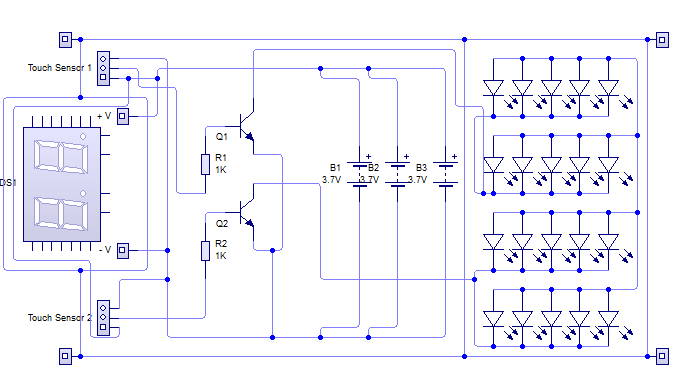 Touch Sensor 1
+ V
Q1
DS1
R1
1K
B1
3.7V
B2
3.7V
B3
3.7V
Q2
R2
1K
- V
Touch Sensor 2